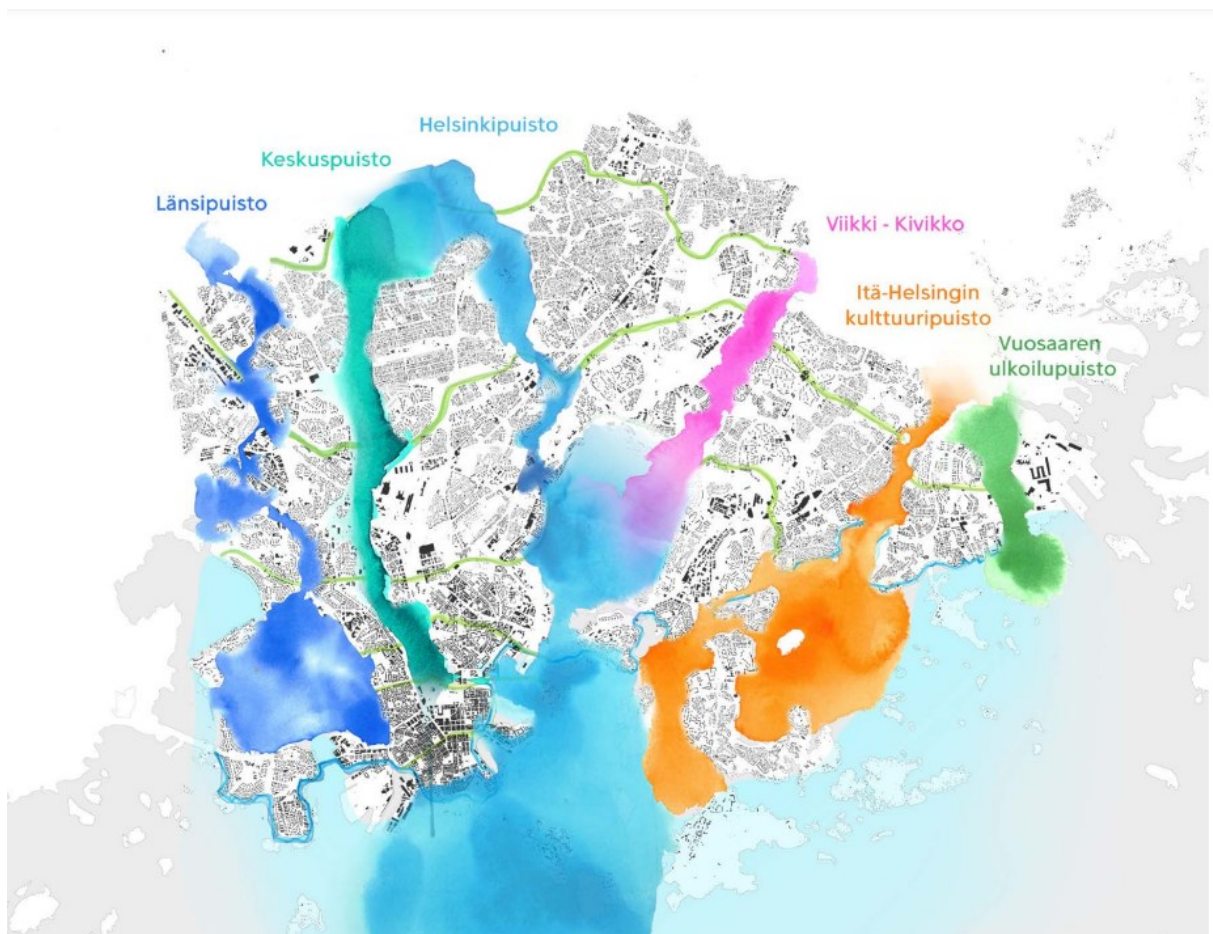 Helsinkipuisto
Keskuspuisto
Länsipuisto
Viikki - Kivikko
Itä-Helsingin
kulttuuripuisto
Vuosaaren
ulkoilupuisto